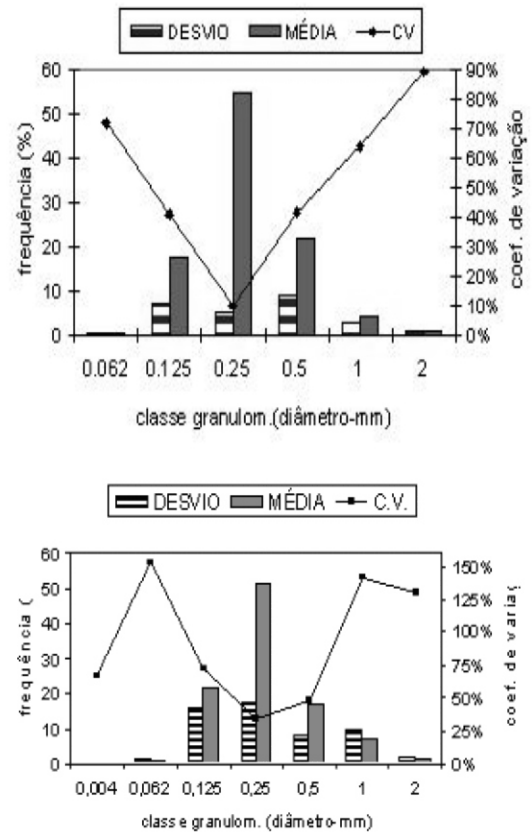 DESVIO MÉDIA CV
60 90%
80%
50 70%
40 60%
50%
30 40%
20 30%
20%
10 10%
0 0%
frequência (%)
coef. de variação
0.062 0.125 0.25 0.5 1 2
classe granulom.(diâmetro-mm)
DESVIO MÉDIA C.V.
60
150%
50
125%
40
100%
30
75%
20
50%
10
25%
0 0%
frequência (
coef. de variaç
0,004 0,062 0,125 0,25 0,5 1 2
classe granulom. (diâmetro-mm)